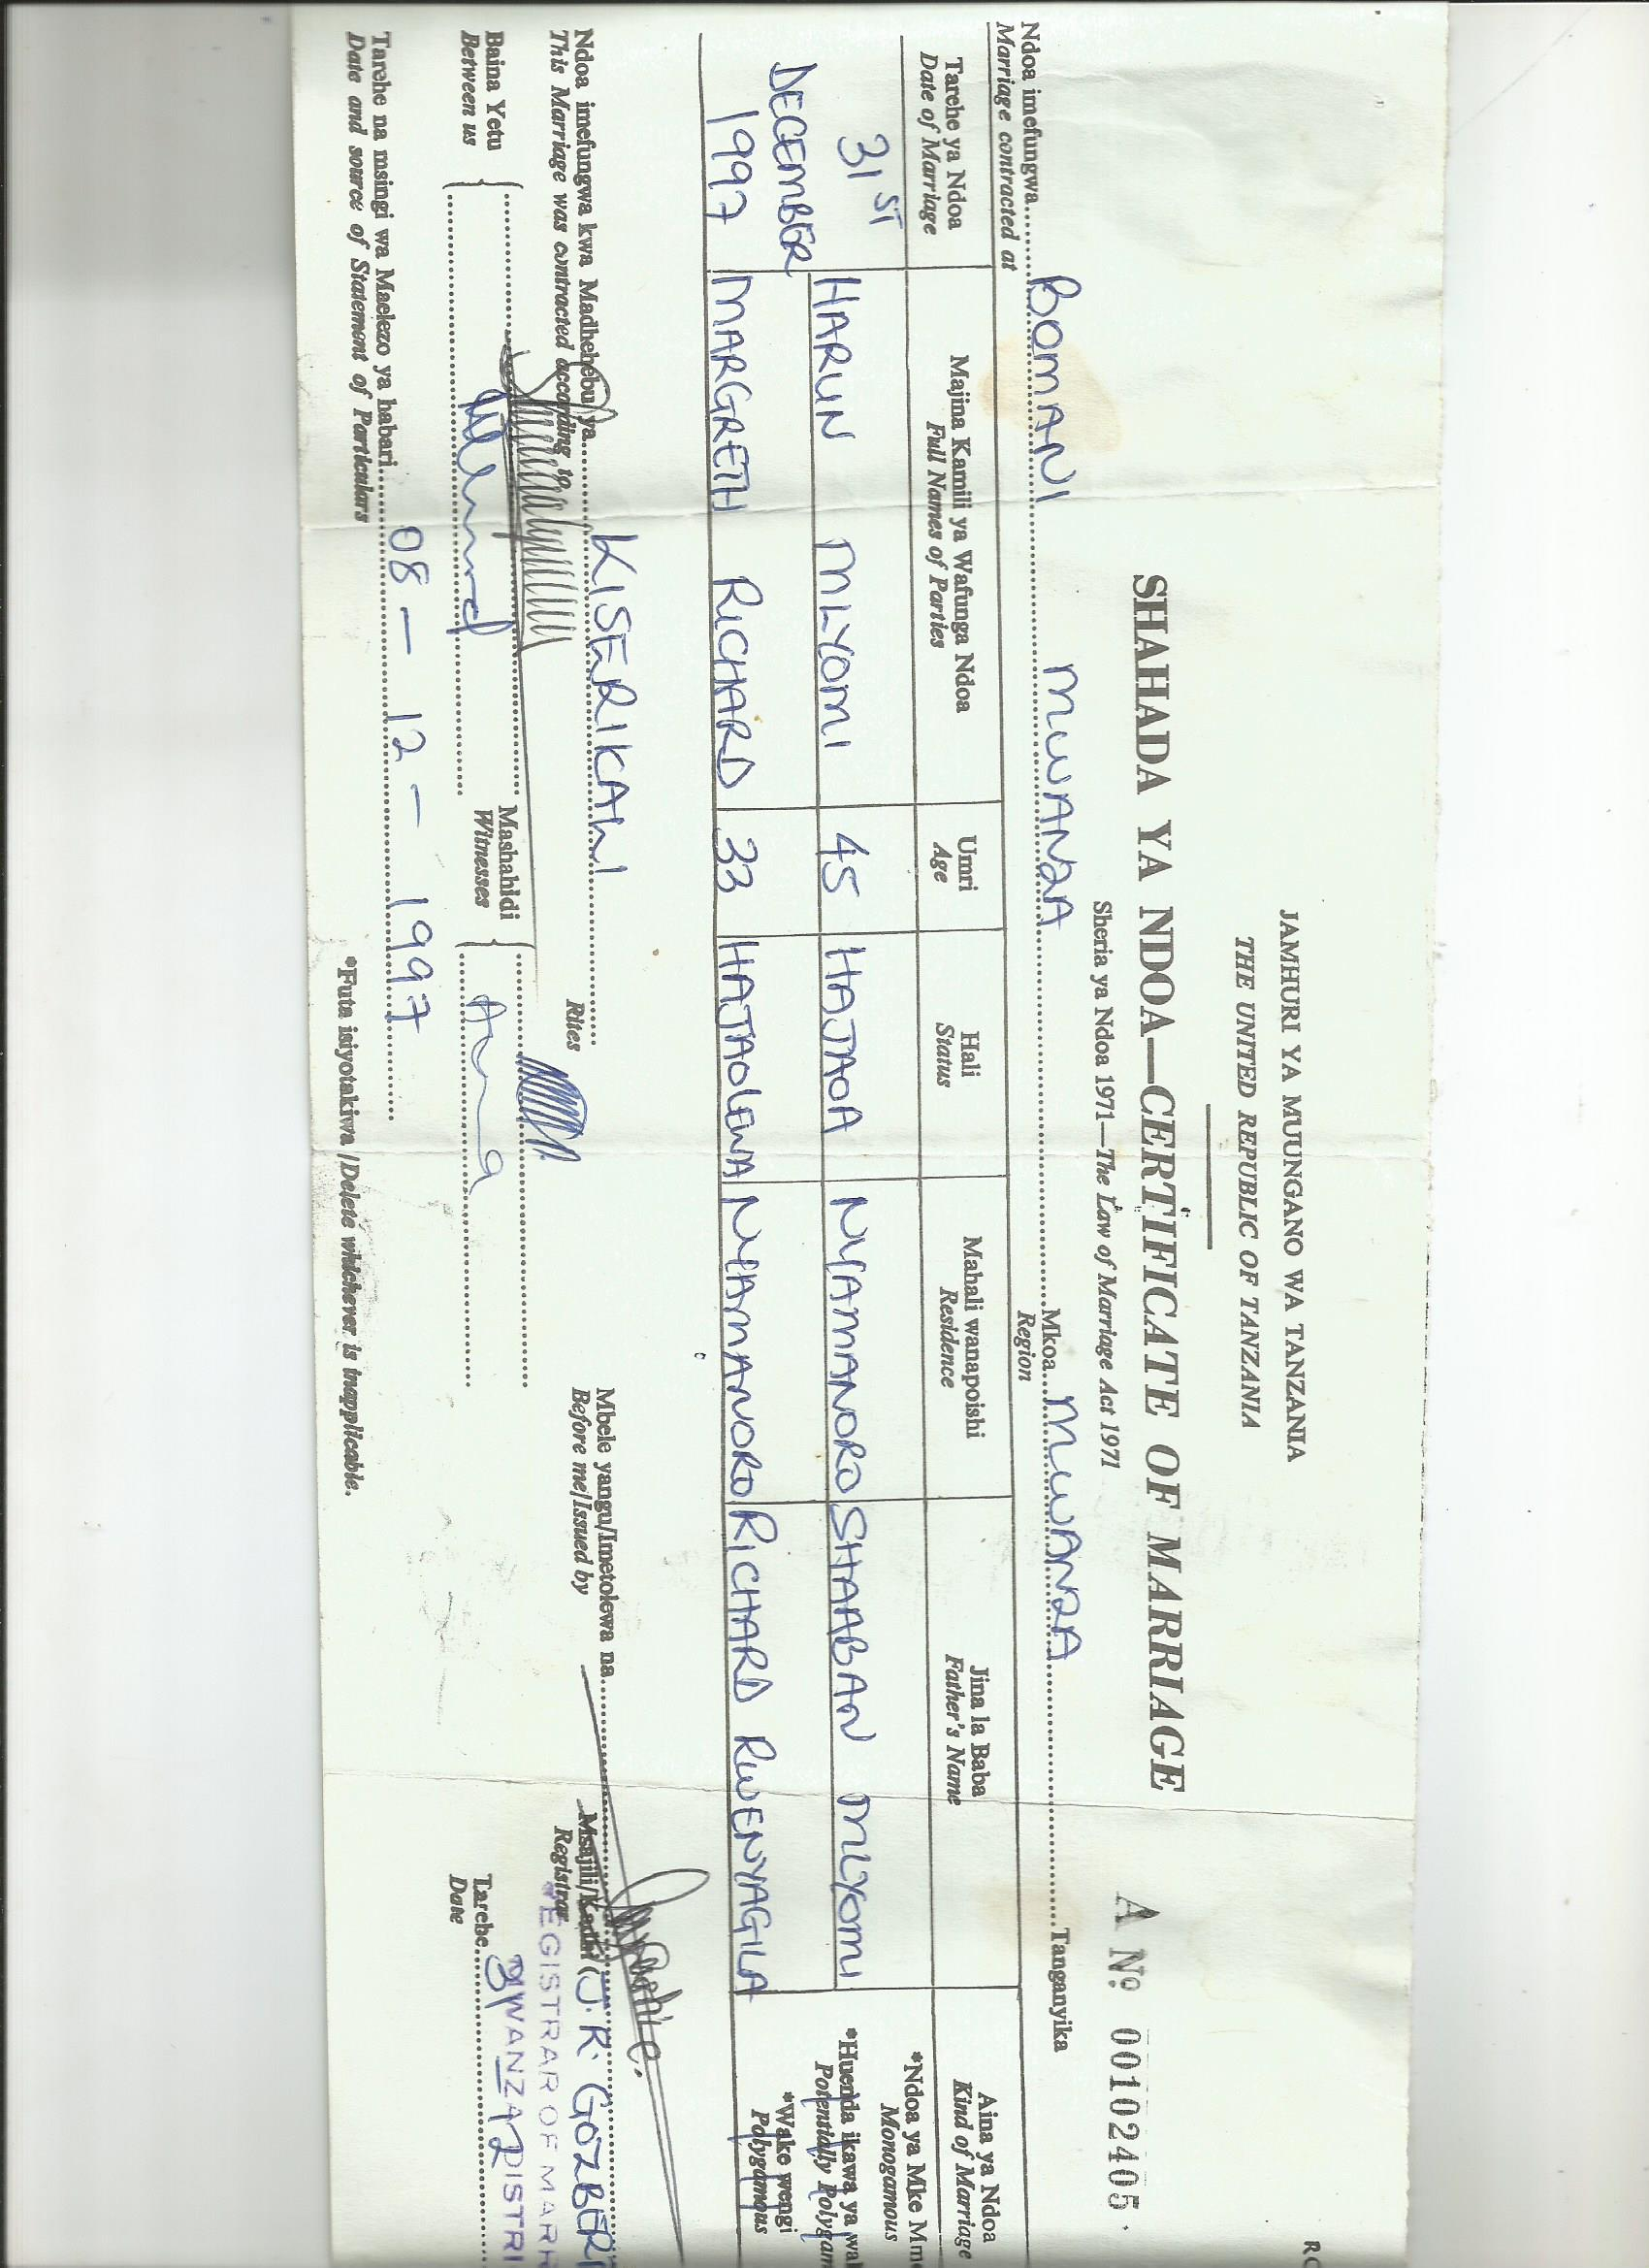 RC
JAMHURI YA MUUNGANO WA TANZANIA
THE UNITED REPUBLIC OF TANZANIA
SHAHADA YA NDOA—CERTIFICATE OF MARRIAGE A No 00102405
Sheria ya Ndoa 1971—The Law of Marriage Act 1971
Ndoa imefungwa BOMANI MWANZA Mkoa MWANZA Tanganyika
Marriage contracted at Region
Tarehe ya Ndoa Majina Kamili ya Wafunga Ndoa Umri Hali Mahali wanapoishi Jina la Baba Aina ya Ndoa
Date of Marriage Full Names of Parties Age Status Residence Father's Name Kind of Marriage
31ST HARUN MLYOMI 45 HAJAOA NYAMANORO SHAABAN MLYOMI *Ndoa ya Mke M
Monogamous
DECEMBER *Huenda ikawa ya wa
Potentially Polygam
1997 MARGRETH RICHARD 33 HAJAOLEWA NYAMANORO RICHARD RWENYAGILA *Wake wengi
Polygamous
Ndoa imefungwa kwa Madhehebu ya KISERIKALI Mbele yangu/Imetolewa na
This Marriage was contracted according to Rites Before me/Issued by
Msajili/Kadhi (J. R. GOZBER
Registrar
REGISTRAR OF MARR
MWANZA DISTRI
Baina Yetu Mashahidi Tarehe
Between us Witnesses Date
Tarehe na msingi wa Maelezo ya habari 08 – 12 – 1997
Date and source of Statement of Particulars
*Futa isiyotakiwa/Delete whichever is inapplicable.